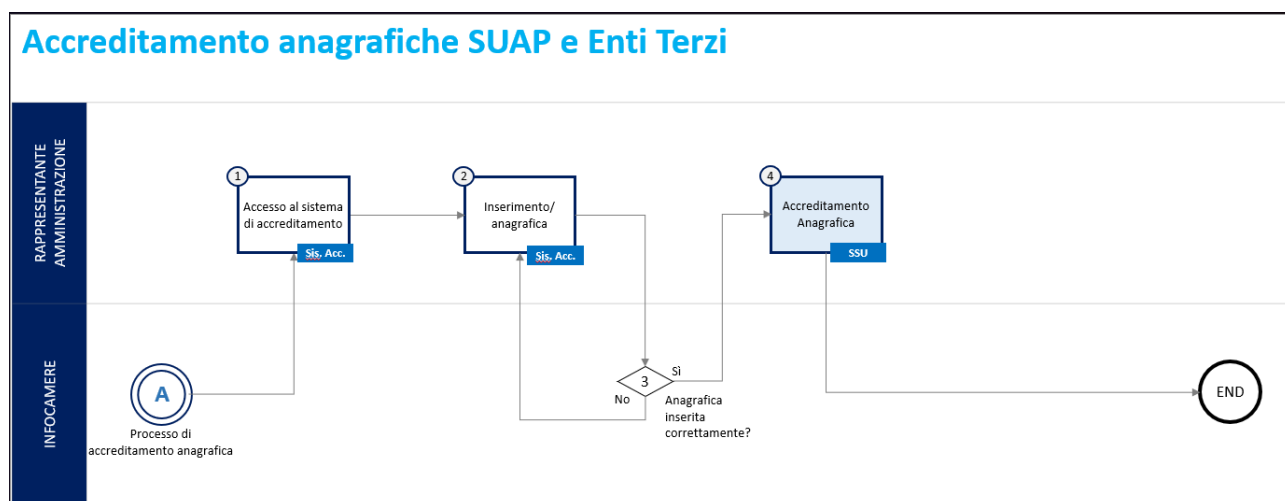 Accreditamento anagrafiche SUAP e Enti Terzi
RAPPRESENTANTE
AMMINISTRAZIONE
1
Accesso al sistema
di accreditamento
Sis. Acc.
2
Inserimento/
anagrafica
Sis. Acc.
4
Accreditamento
Anagrafica
SSU
INFOCAMERE
A
Processo di
accreditamento anagrafica
3
Sì
No
Anagrafica
inserita
correttamente?
END